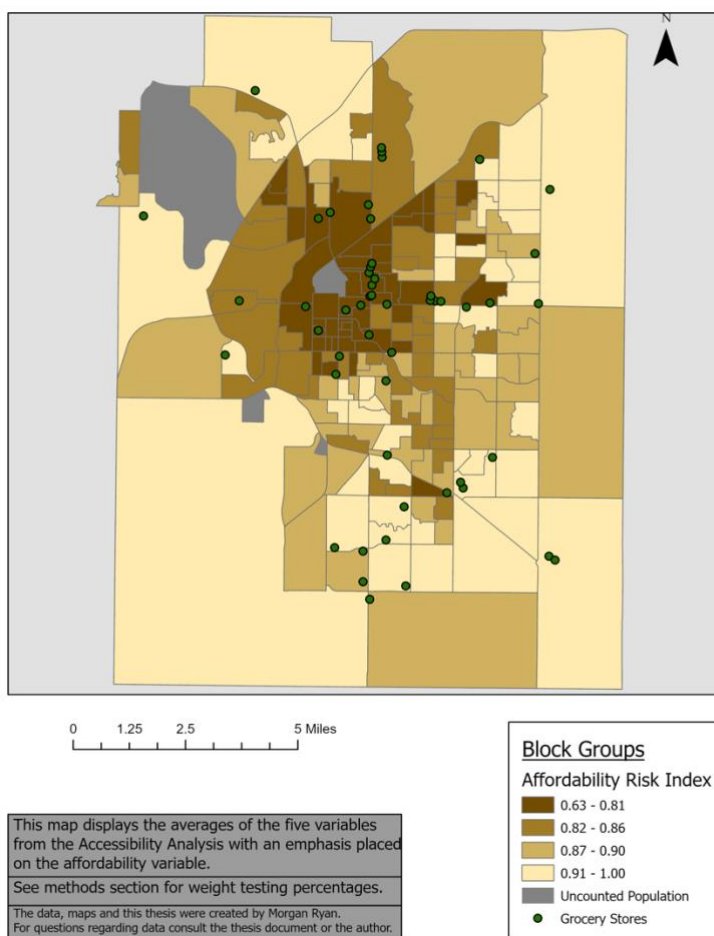 N
0 1.25 2.5 5 Miles
Block Groups
Affordability Risk Index
0.63 - 0.81
0.82 - 0.86
0.87 - 0.90
0.91 - 1.00
Uncounted Population
Grocery Stores
This map displays the averages of the five variables
from the Accessibility Analysis with an emphasis placed
on the affordability variable.
See methods section for weight testing percentages.
The data, maps and this thesis were created by Morgan Ryan.
For questions regarding data consult the thesis document or the author.